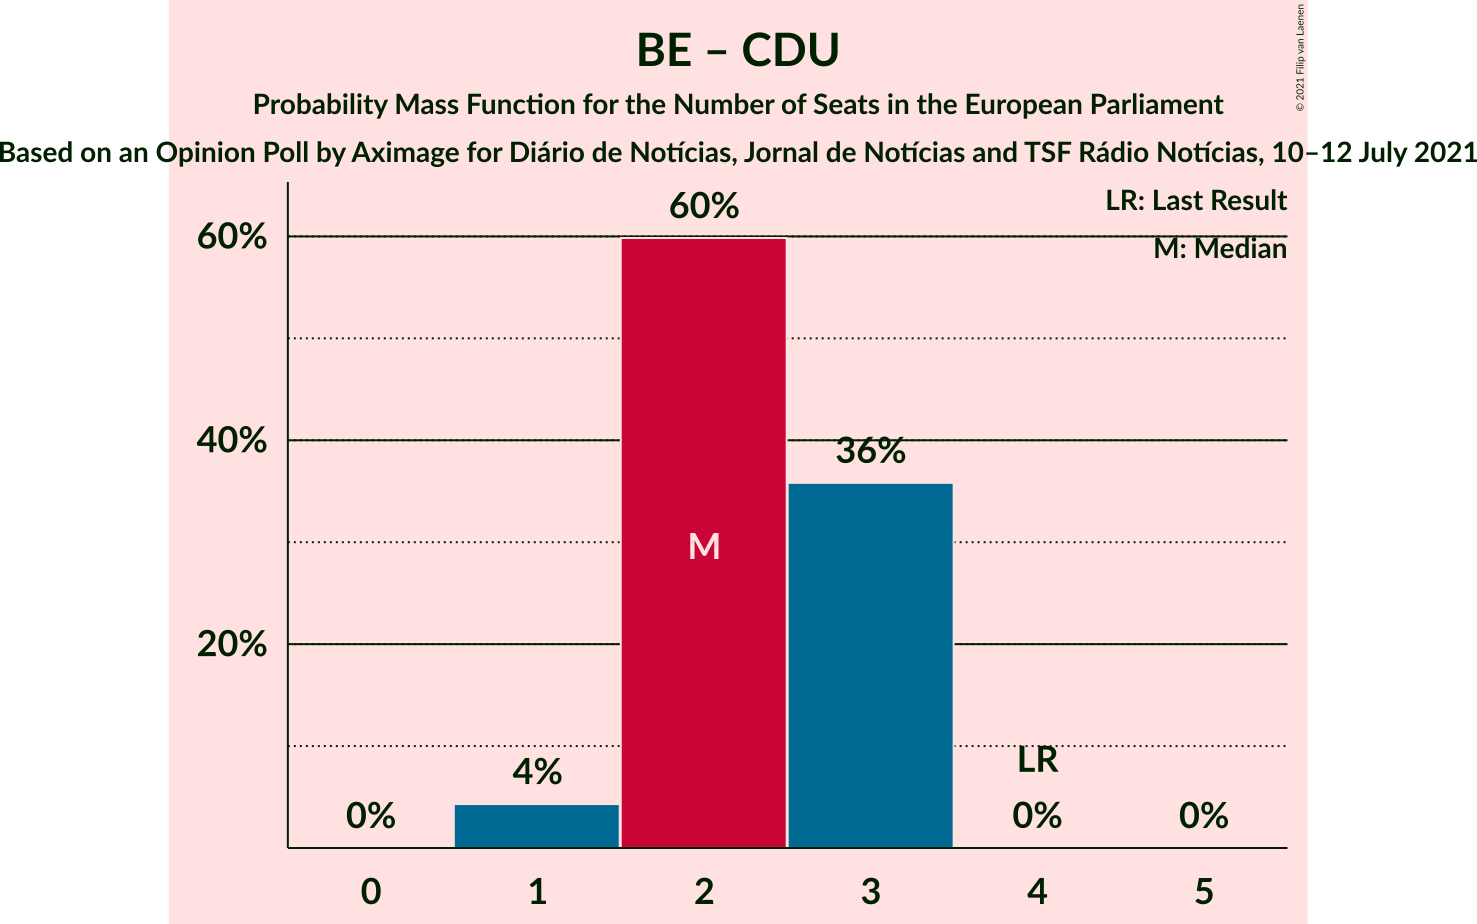 BE – CDU
Probability Mass Function for the Number of Seats in the European Parliament
Based on an Opinion Poll by Aximage for Diário de Notícias, Jornal de Notícias and TSF Rádio Notícias, 10–12 July 2021
© 2021 Filip van Laenen
LR: Last Result
M: Median
60%
40%
20%
0%
4%
60%
M
36%
LR
0%
0%
0 1 2 3 4 5